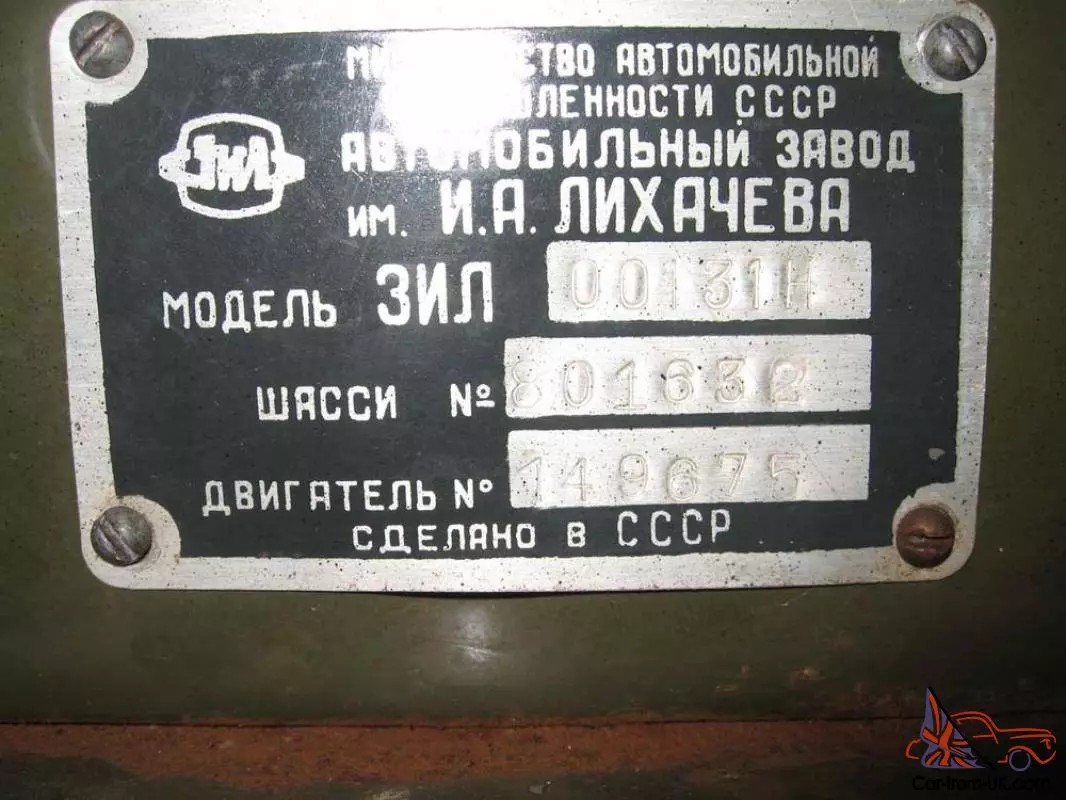 АВТОМОБИЛЬНОЙ
СССР
ЗИЛ
АВТОМОБИЛЬНЫЙ ЗАВОД
ИМ. И.А. ЛИХАЧЕВА
МОДЕЛЬ ЗИЛ 00131Н
ШАССИ № 801632
ДВИГАТЕЛЬ № 149675
СДЕЛАНО В СССР
Car-from-UK.com